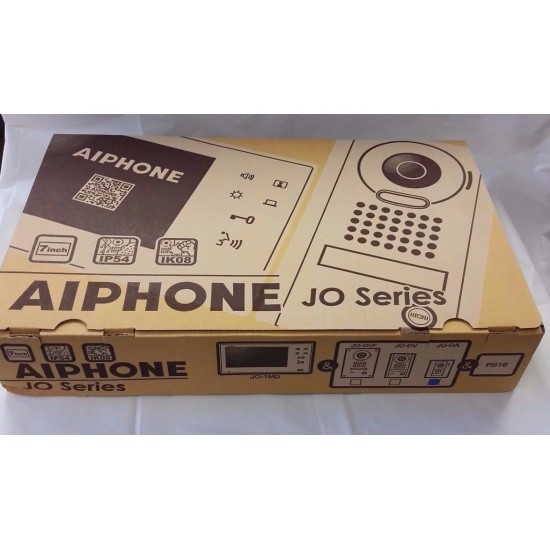 AIPHONE
7inch
IP54
IK08
AIPHONE JO Series
7inch
IP54
IK08
AIPHONE
JO Series
JO-1MD
&
JO-DVF
JO-DV
JO-DA
&
PS18